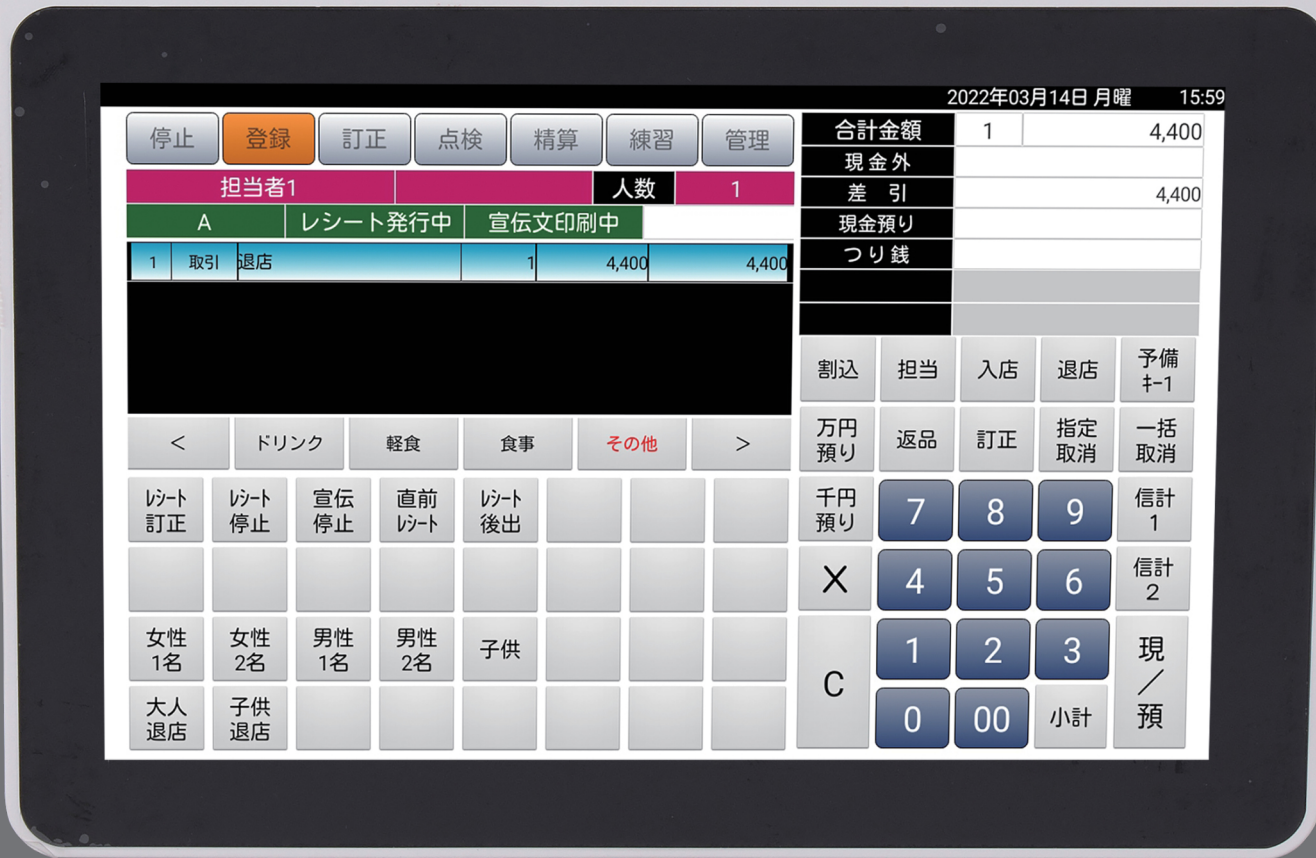 2022年03月14日 月曜 15:59
停止 登録 訂正 点検 精算 練習 管理
担当者1 人数 1
A レシート発行中 宣伝文印刷中
1 取引 退店 1 4,400 4,400
合計金額 1 4,400
現金外
差 引 4,400
現金預り
つり銭
< ドリンク 軽食 食事 その他 >
ﾚｼｰﾄ
訂正
ﾚｼｰﾄ
停止
宣伝
停止
直前
ﾚｼｰﾄ
ﾚｼｰﾄ
後出
女性
1名
女性
2名
男性
1名
男性
2名
子供
大人
退店
子供
退店
割込 担当 入店 退店
予備
ｷｰ1
万円
預り
返品 訂正
指定
取消
一括
取消
千円
預り
7 8 9
信計
1
X 4 5 6
信計
2
C 1 2 3
0 00 小計
現
／
預